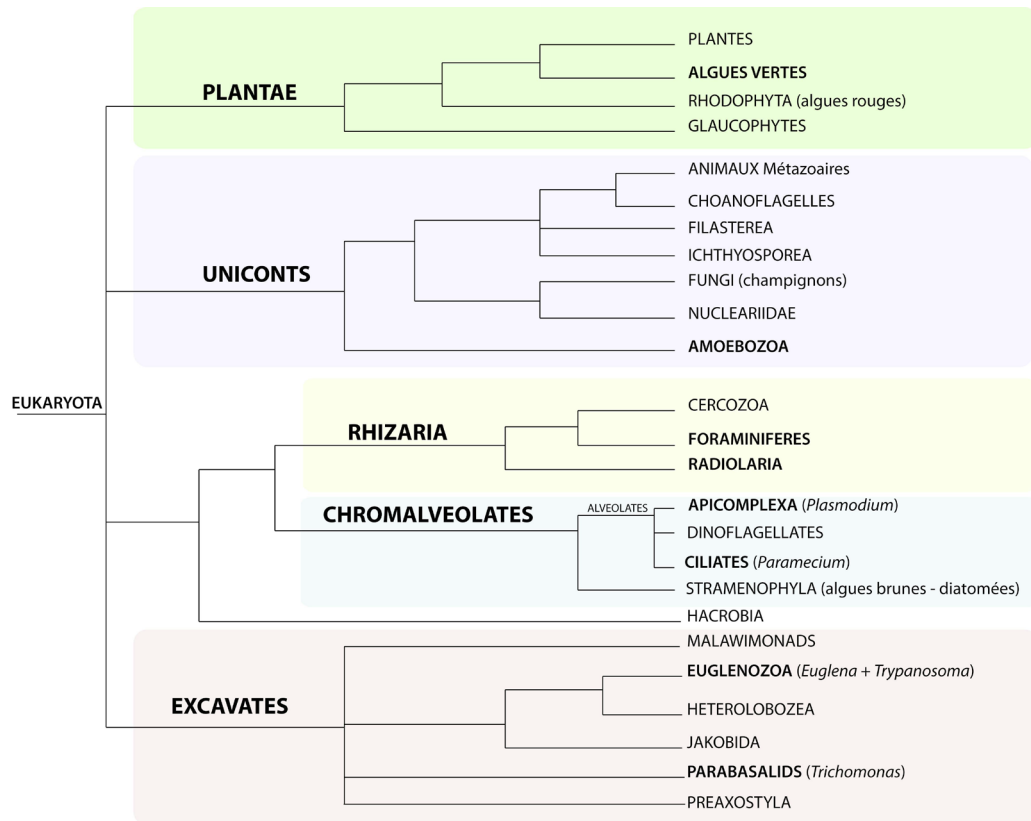 PLANTES
PLANTAE
ALGUES VERTES
RHODOPHYTA (algues rouges)
GLAUCOPHYTES
ANIMAUX Métazoaires
CHOANOFLAGELLES
FILASTEREA
ICHTHYOSPOREA
UNICONTS
FUNGI (champignons)
NUCLEARIIDAE
AMOEBOZOA
EUKARYOTA
CERCOZOA
RHIZARIA
FORAMINIFERES
RADIOLARIA
CHROMALVEOLATES
ALVEOLATES
APICOMPLEXA (Plasmodium)
DINOFLAGELLATES
CILIATES (Paramecium)
STRAMENOPHYLA (algues brunes - diatomées)
HACROBIA
MALAWIMONADS
EUGLENOZOA (Euglena + Trypanosoma)
EXCAVATES
HETEROLOBOZEA
JAKOBIDA
PARABASALIDS (Trichomonas)
PREAXOSTYLA